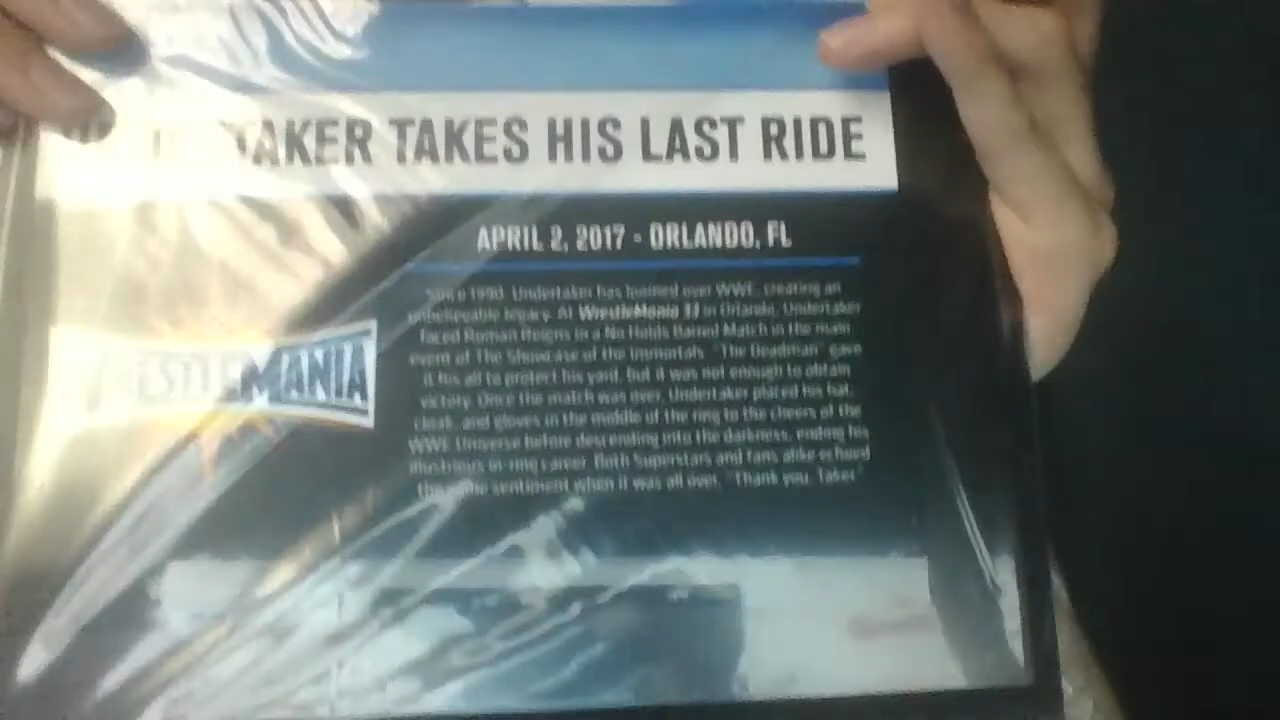 TAKER TAKES HIS LAST RIDE
APRIL 2, 2017 - ORLANDO, FL
Since 1990, Undertaker has loomed over WWE, creating an
unbelievable legacy. At WrestleMania 33 in Orlando, Undertaker
faced Roman Reigns in a No Holds Barred Match in the main
event of The Showcase of the Immortals. "The Deadman" gave
it his all to protect his yard, but it was not enough to obtain
victory. Once the match was over, Undertaker placed his hat,
cloak, and gloves in the middle of the ring to the cheers of the
WWE Universe before descending into the darkness, ending his
illustrious in-ring career. Both Superstars and fans alike echoed
the same sentiment when it was all over, "Thank you, Taker"
ESTLEMANIA